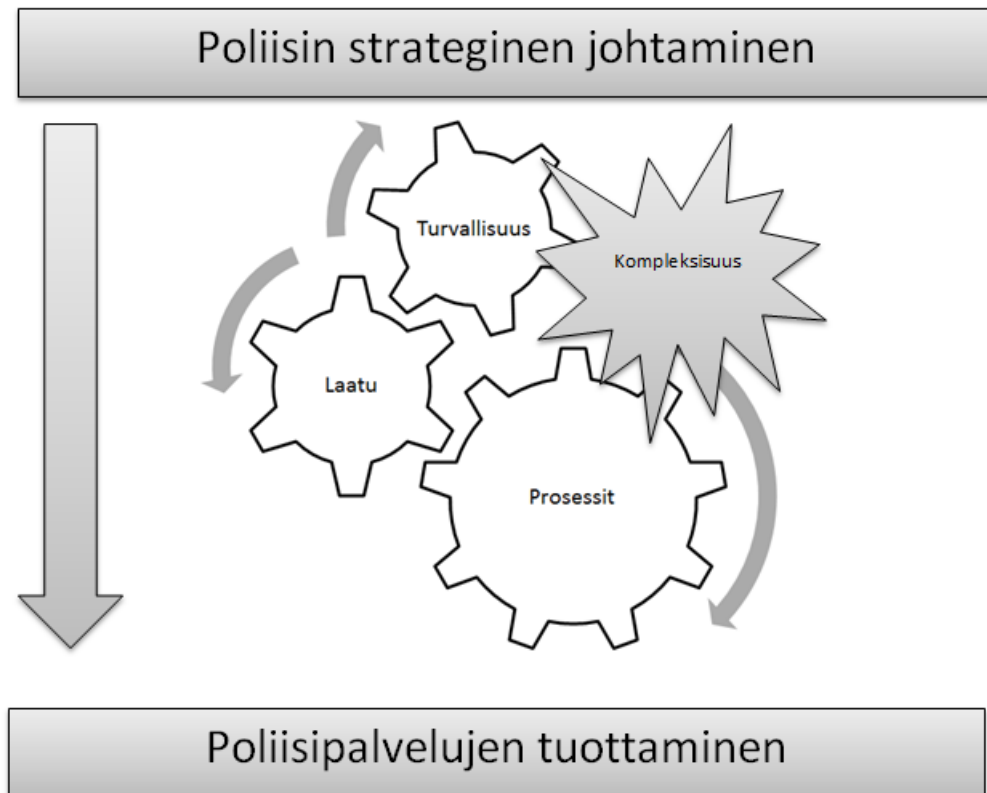 Poliisin strateginen johtaminen
Turvallisuus
Kompleksisuus
Laatu
Prosessit
Poliisipalvelujen tuottaminen